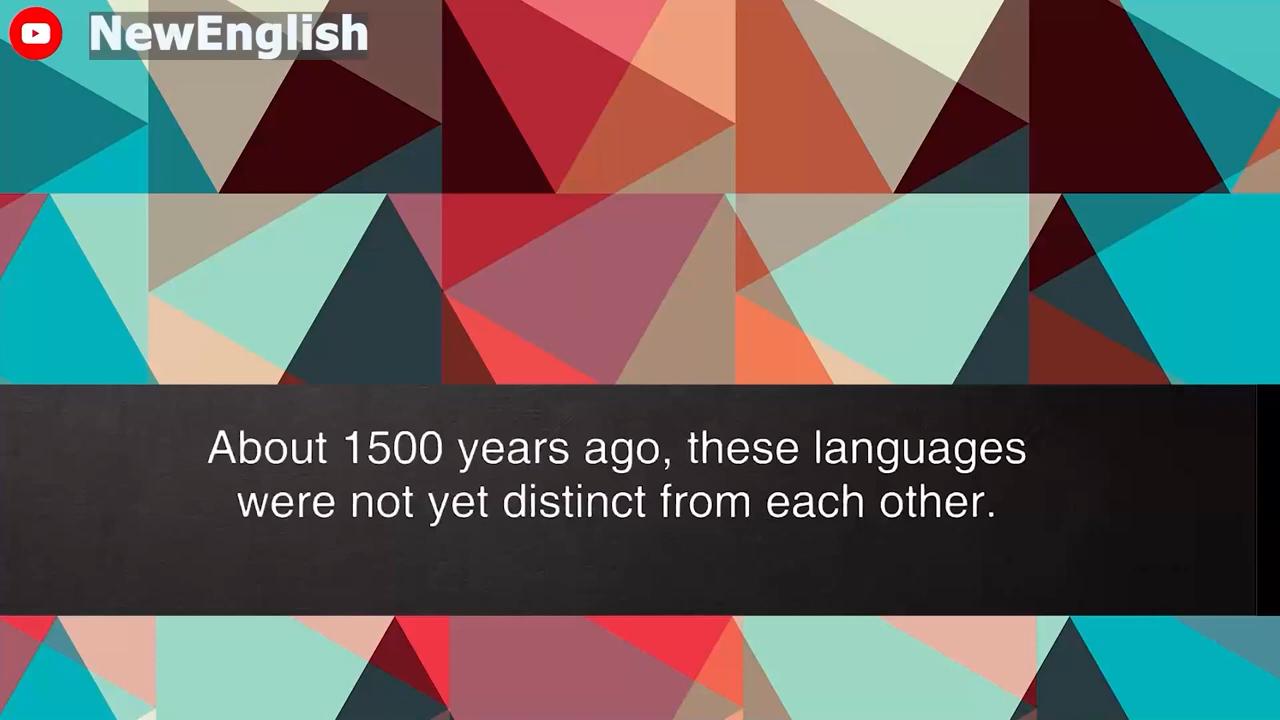 NewEnglish
About 1500 years ago, these languages
were not yet distinct from each other.